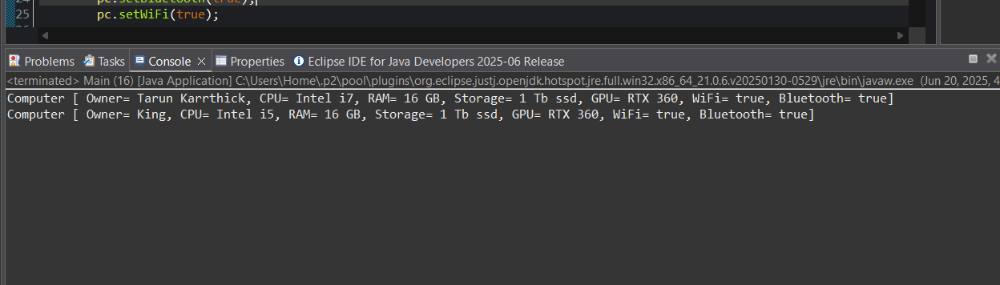 24 pc.setBluetooth(true);
25 pc.setWiFi(true);
Problems Tasks Console Properties Eclipse IDE for Java Developers 2025-06 Release
<terminated> Main (16) [Java Application] C:\Users\Home\.p2\pool\plugins\org.eclipse.justj.openjdk.hotspot.jre.full.win32.x86_64_21.0.6.v20250130-0529\jre\bin\javaw.exe (Jun 20, 2025, 4
Computer [ Owner= Tarun Karrthick, CPU= Intel i7, RAM= 16 GB, Storage= 1 Tb ssd, GPU= RTX 360, WiFi= true, Bluetooth= true]
Computer [ Owner= King, CPU= Intel i5, RAM= 16 GB, Storage= 1 Tb ssd, GPU= RTX 360, WiFi= true, Bluetooth= true]